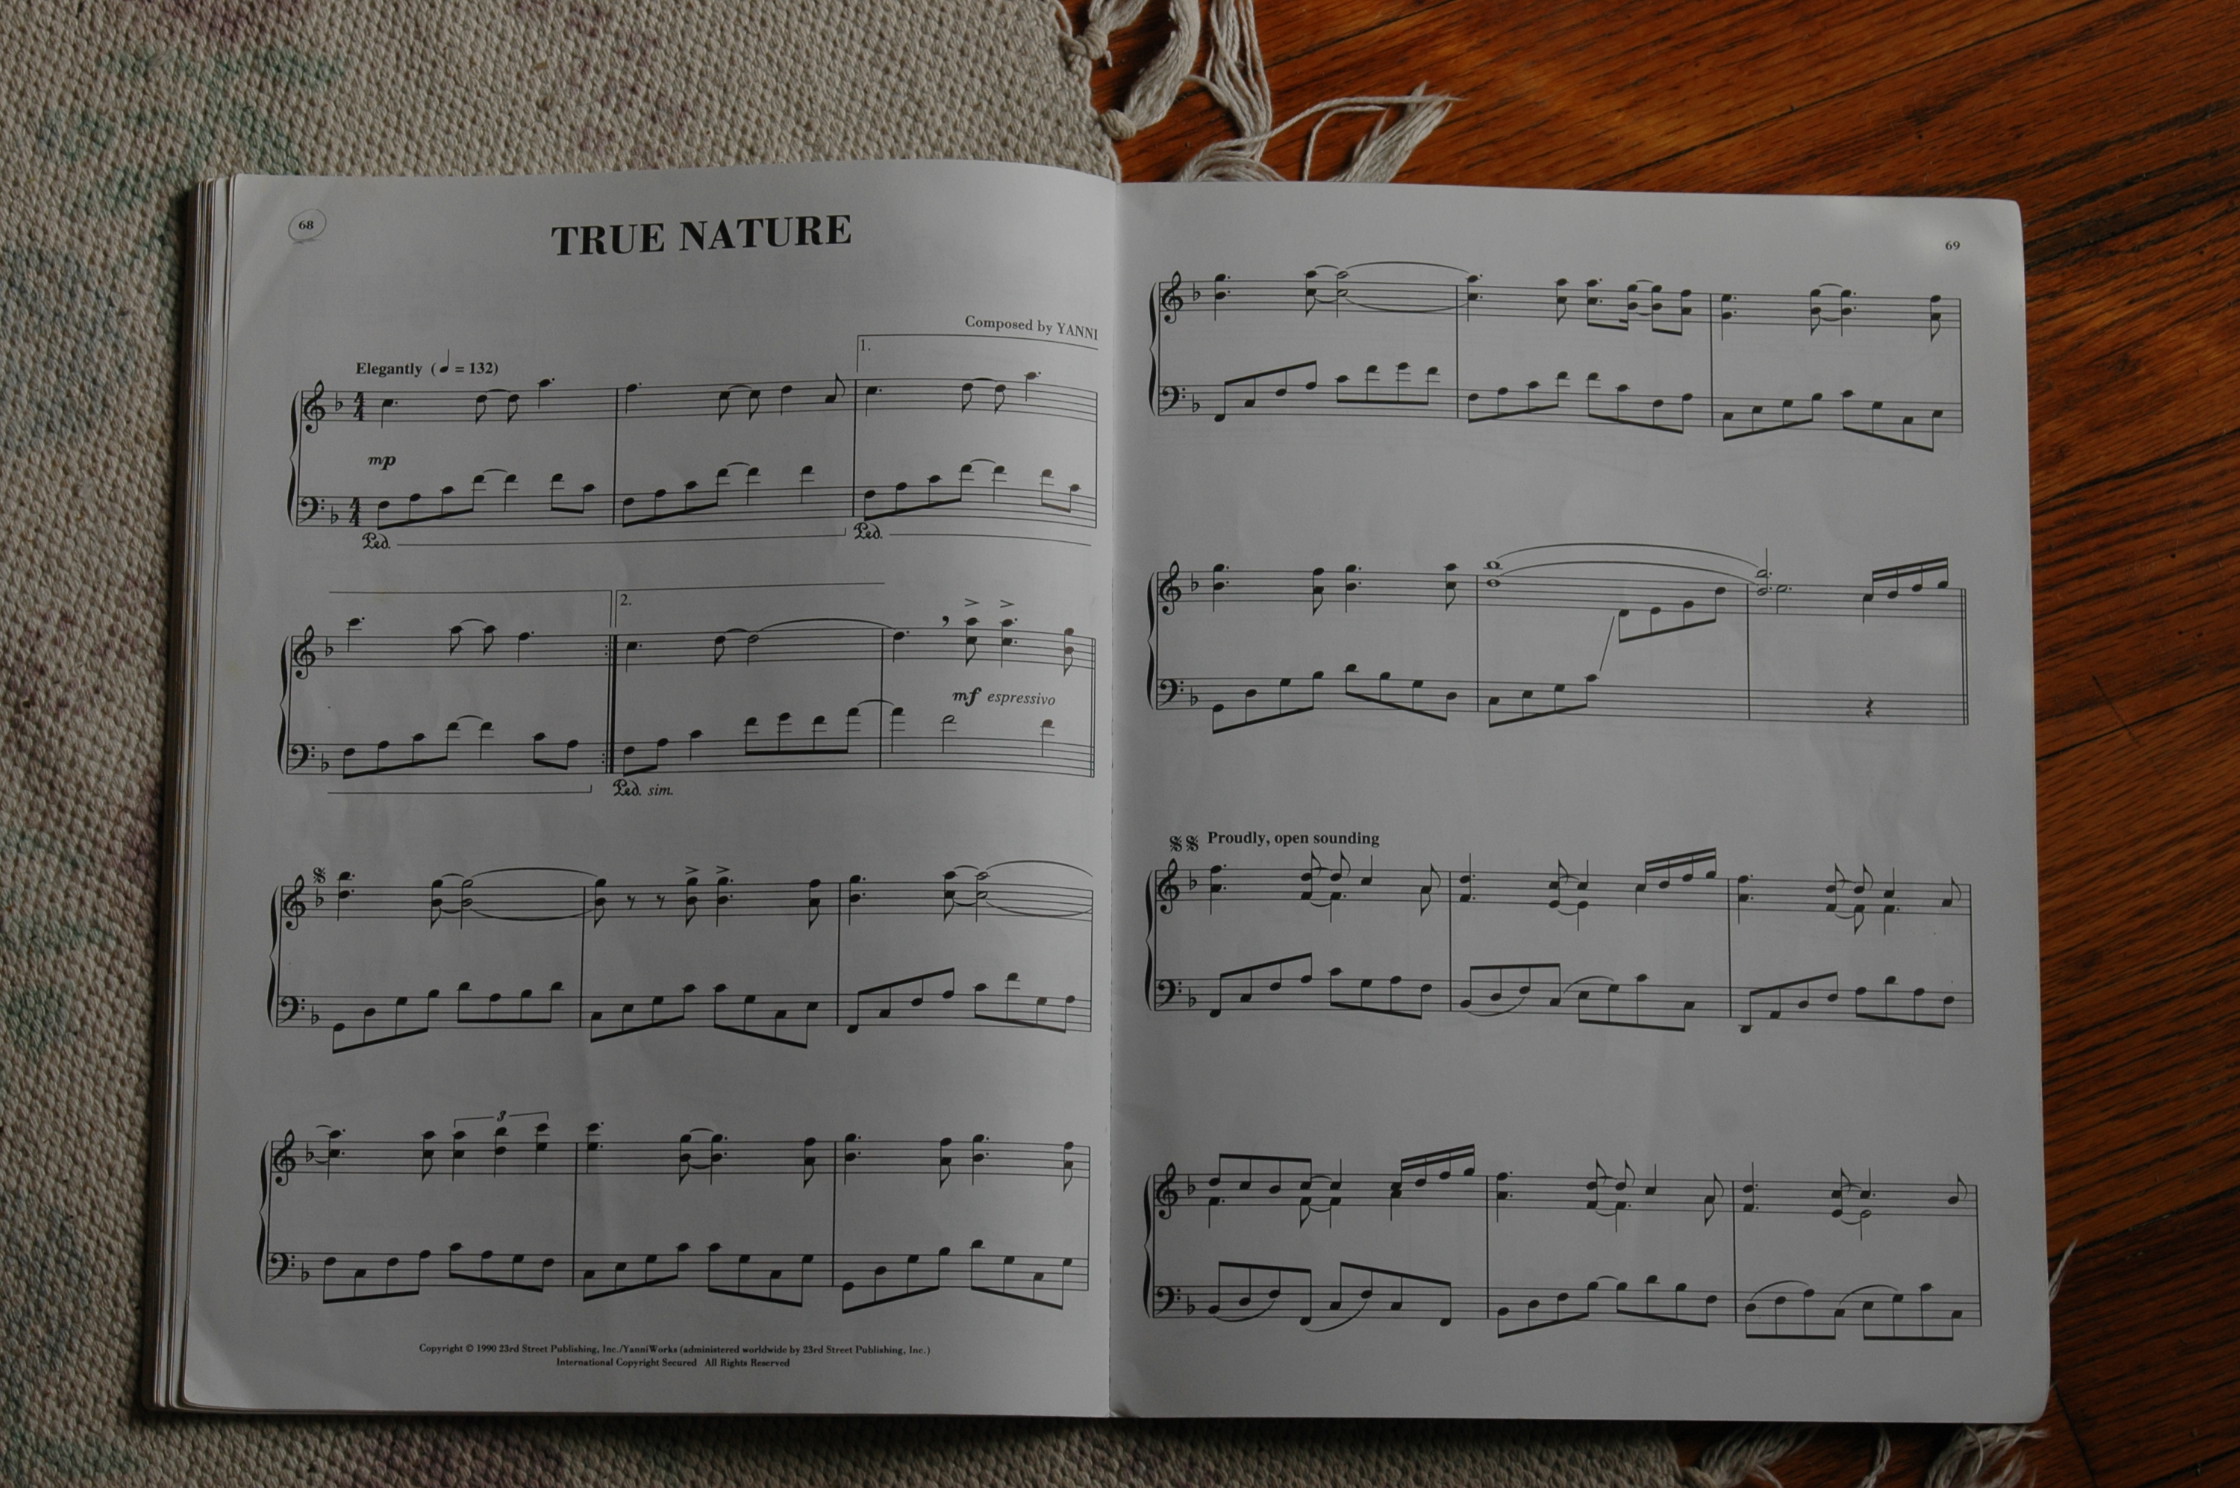 68
TRUE NATURE
Composed by YANNI
Elegantly (♩ = 132)
1.
mp
Ped.
Ped.
2.
mf espressivo
Ped. sim.
3
Copyright © 1990 23rd Street Publishing, Inc./YanniWorks (administered worldwide by 23rd Street Publishing, Inc.)
International Copyright Secured All Rights Reserved
69
Proudly, open sounding